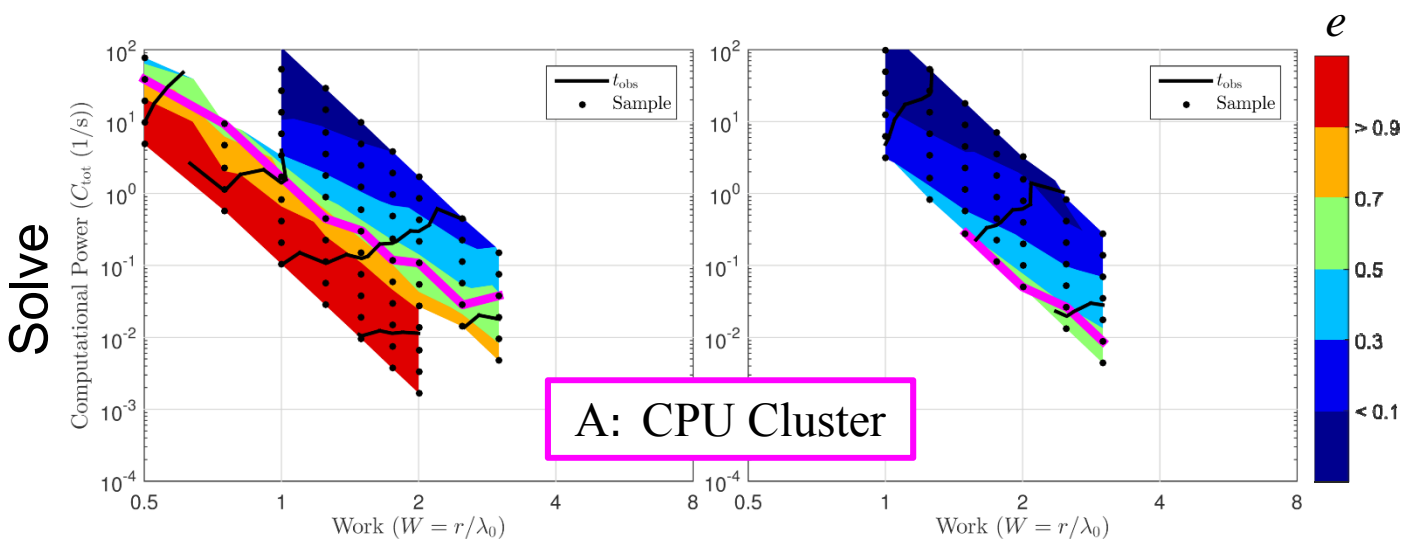 e
Solve
Computational Power (C_tot (1/s))
10^2
10^1
10^0
10^-1
10^-2
10^-3
10^-4
0.5
1
2
4
8
Work (W = r/λ_0)
t_obs
Sample
10^2
10^1
10^0
10^-1
10^-2
10^-3
10^-4
0.5
1
2
4
8
Work (W = r/λ_0)
t_obs
Sample
A: CPU Cluster
> 0.9
0.7
0.5
0.3
< 0.1